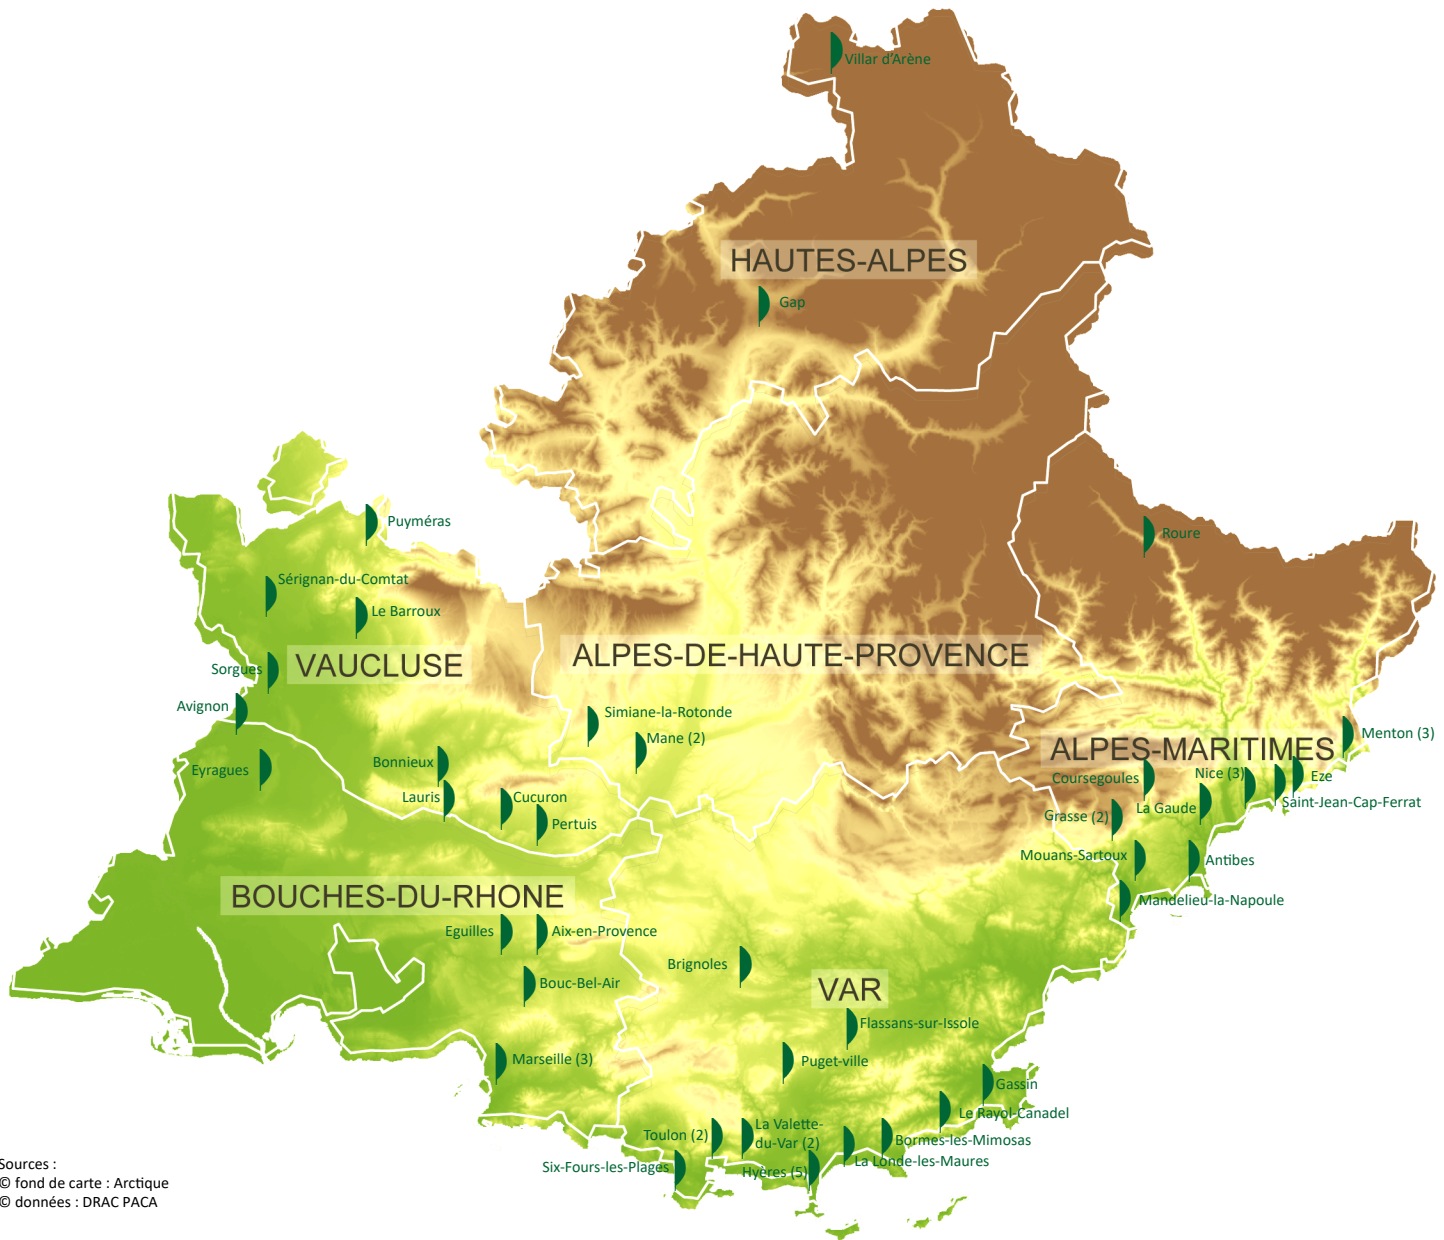 Villar d'Arène
HAUTES-ALPES
Gap
Puyméras
Roure
Sérignan-du-Comtat
Le Barroux
VAUCLUSE
ALPES-DE-HAUTE-PROVENCE
Sorgues
Avignon
Simiane-la-Rotonde
Mane (2)
Menton (3)
ALPES-MARITIMES
Eyragues
Bonnieux
Coursegoules
Nice (3)
Eze
Lauris
Cucuron
Saint-Jean-Cap-Ferrat
La Gaude
Grasse (2)
Pertuis
Mouans-Sartoux
Antibes
BOUCHES-DU-RHONE
Mandelieu-la-Napoule
Eguilles
Aix-en-Provence
Brignoles
Bouc-Bel-Air
VAR
Flassans-sur-Issole
Marseille (3)
Puget-ville
Gassin
Le Rayol-Canadel
Toulon (2)
La Valette-
du-Var (2)
Bormes-les-Mimosas
La Londe-les-Maures
Six-Fours-les-Plages
Hyères (5)
Sources :
© fond de carte : Arctique
© données : DRAC PACA